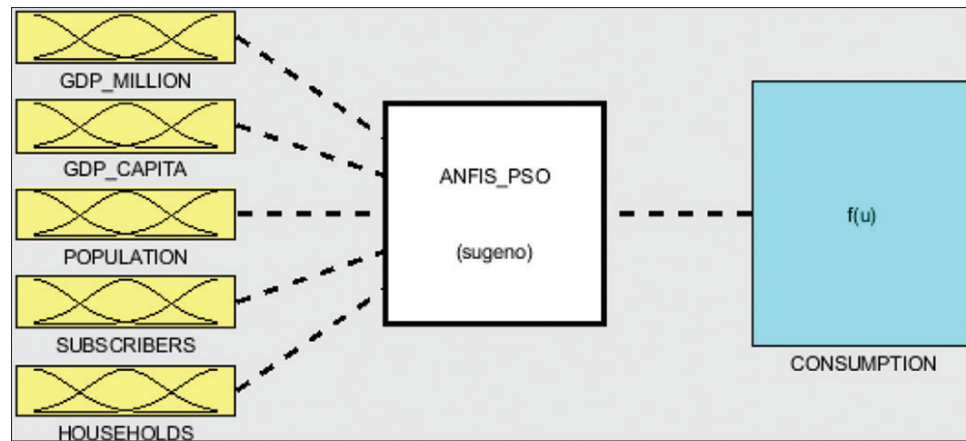 GDP_MILLION
GDP_CAPITA
POPULATION
SUBSCRIBERS
HOUSEHOLDS
ANFIS_PSO
(sugeno)
f(u)
CONSUMPTION